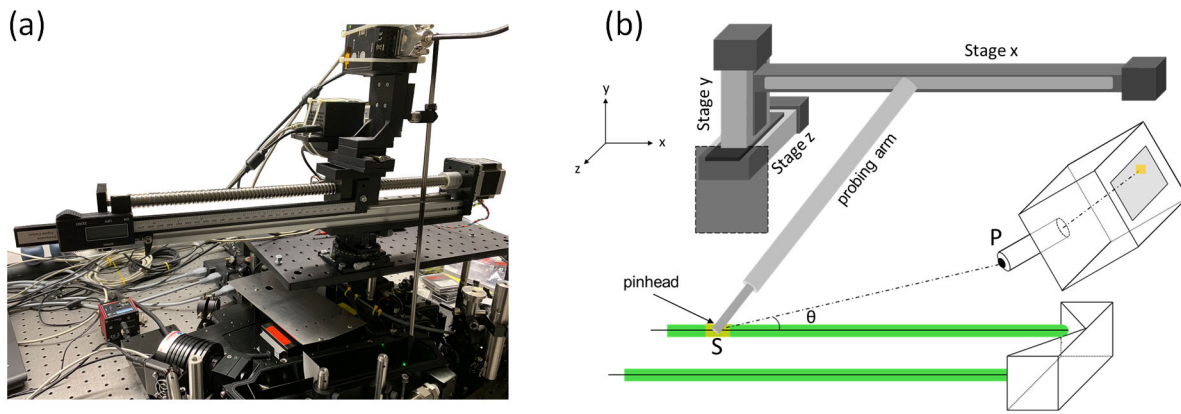 (a)
(b)
Stage x
Stage y
y
x
z
Stage z
probing arm
P
pinhead
θ
S